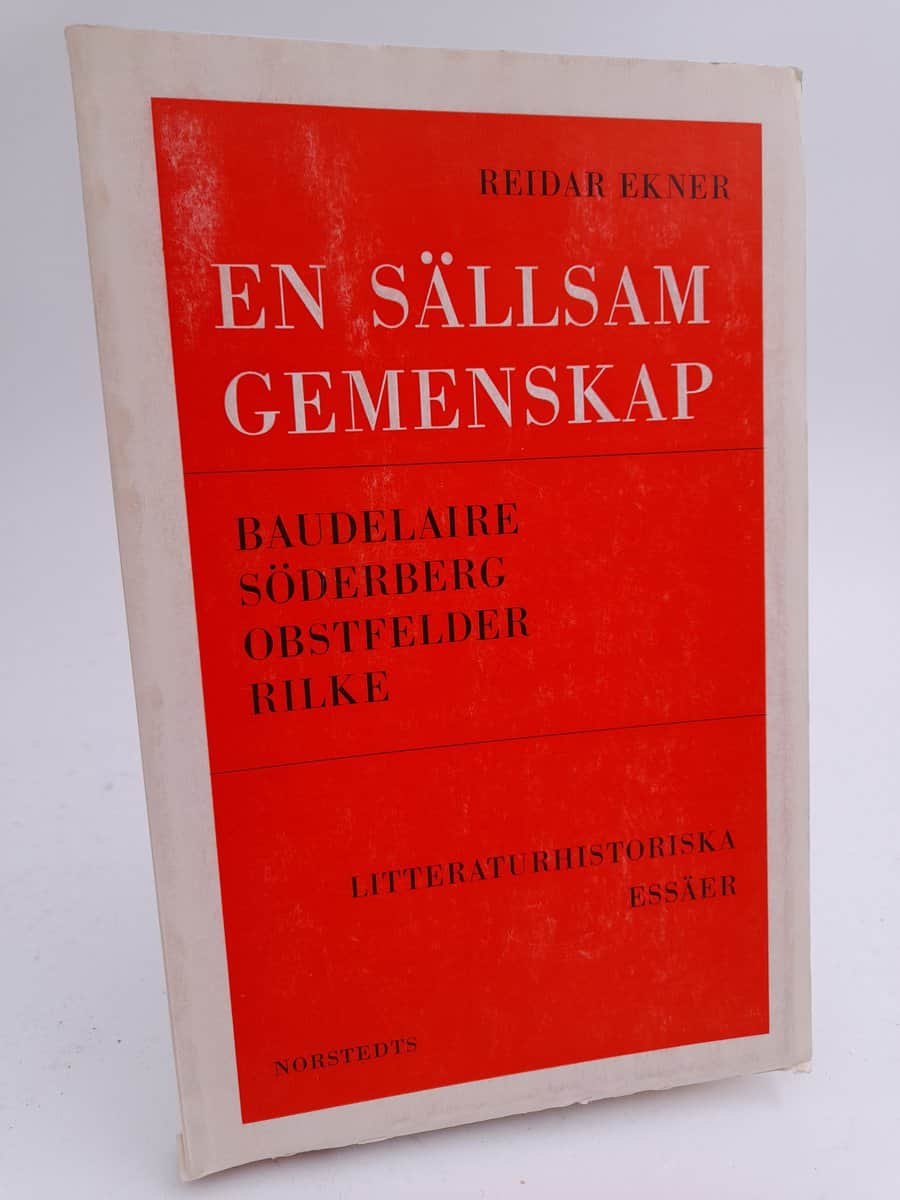 REIDAR EKNER
EN SÄLLSAM
GEMENSKAP
BAUDELAIRE
SÖDERBERG
OBSTFELDER
RILKE
LITTERATURHISTORISKA
ESSÄER
NORSTEDTS